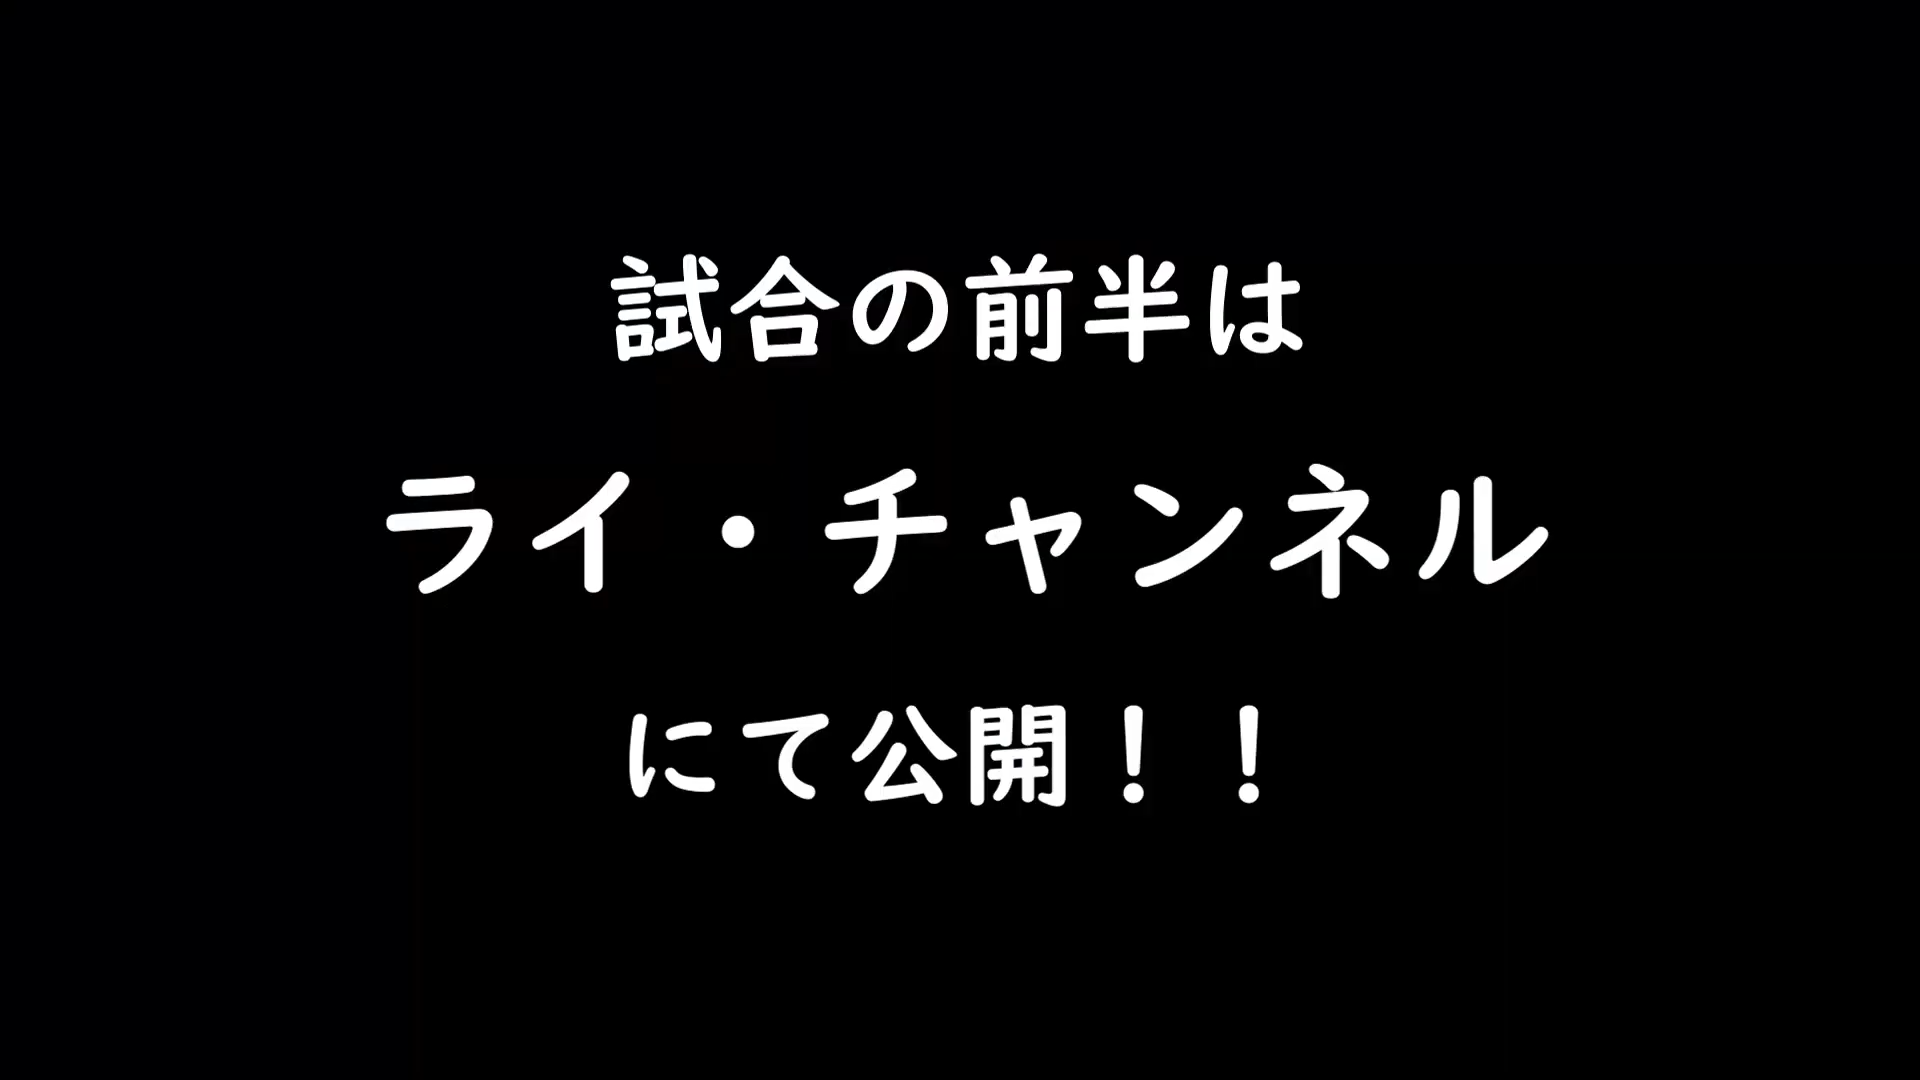 試合の前半は
ライ・チャンネル
にて公開！！